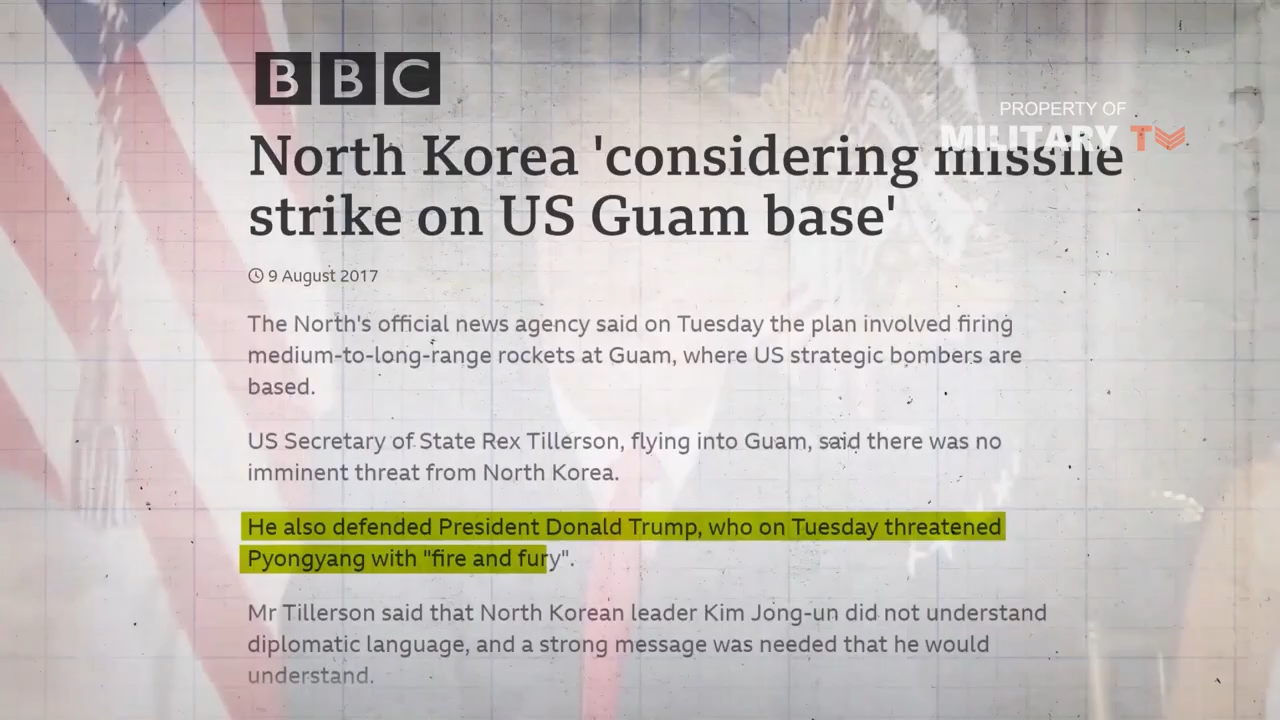 BBC
PROPERTY OF
MILITARY TV
North Korea 'considering missile
strike on US Guam base'
9 August 2017
The North's official news agency said on Tuesday the plan involved firing
medium-to-long-range rockets at Guam, where US strategic bombers are
based.
US Secretary of State Rex Tillerson, flying into Guam, said there was no
imminent threat from North Korea.
He also defended President Donald Trump, who on Tuesday threatened
Pyongyang with "fire and fury".
Mr Tillerson said that North Korean leader Kim Jong-un did not understand
diplomatic language, and a strong message was needed that he would
understand.